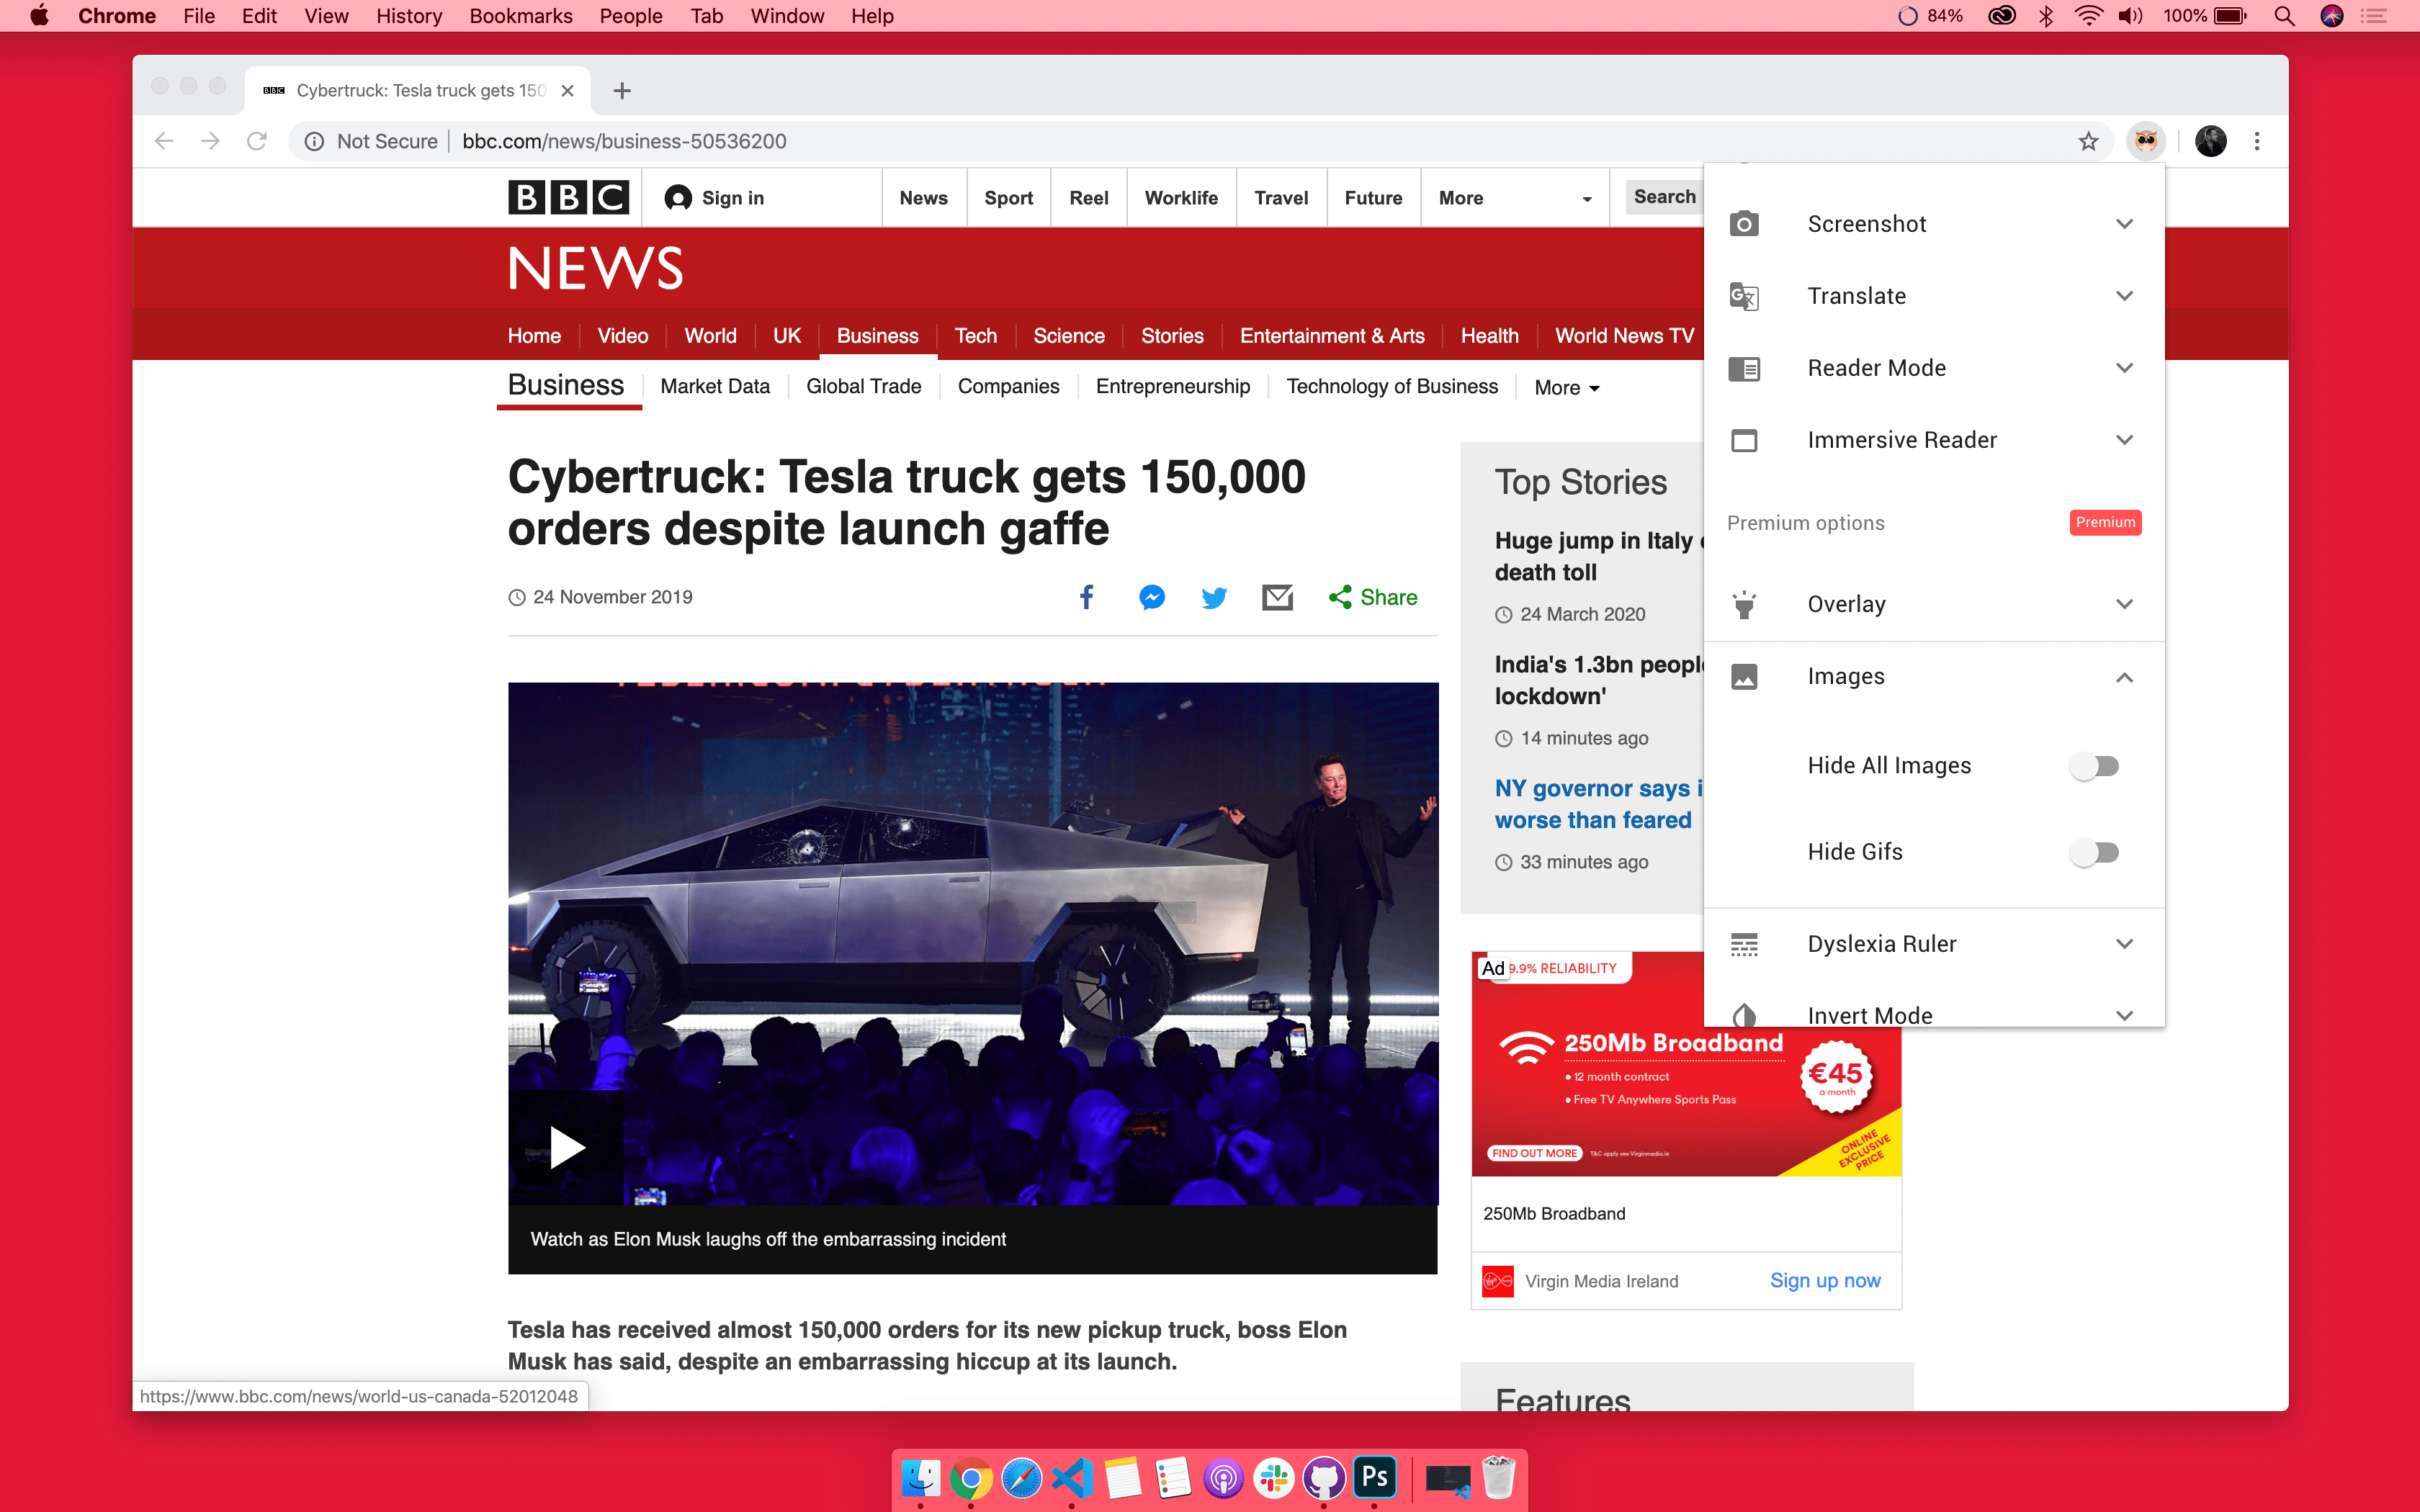 Chrome File Edit View History Bookmarks People Tab Window Help
84% 100%
BBC Cybertruck: Tesla truck gets 150
Not Secure bbc.com/news/business-50536200
BBC Sign in News Sport Reel Worklife Travel Future More Search
NEWS
Home Video World UK Business Tech Science Stories Entertainment & Arts Health World News TV
Business Market Data Global Trade Companies Entrepreneurship Technology of Business More
Cybertruck: Tesla truck gets 150,000
orders despite launch gaffe
24 November 2019
Share
Watch as Elon Musk laughs off the embarrassing incident
Tesla has received almost 150,000 orders for its new pickup truck, boss Elon
Musk has said, despite an embarrassing hiccup at its launch.
Top Stories
Huge jump in Italy
death toll
24 March 2020
India's 1.3bn people
lockdown'
14 minutes ago
NY governor says
worse than feared
33 minutes ago
Ad 9.9% RELIABILITY
250Mb Broadband
• 12 month contract
• Free TV Anywhere Sports Pass
€45
a month
FIND OUT MORE T&C apply see Virginmedia.ie
ONLINE
EXCLUSIVE
PRICE
250Mb Broadband
Virgin Media Ireland Sign up now
Features
Screenshot
Translate
Reader Mode
Immersive Reader
Premium options Premium
Overlay
Images
Hide All Images
Hide Gifs
Dyslexia Ruler
Invert Mode
https://www.bbc.com/news/world-us-canada-52012048
Ps